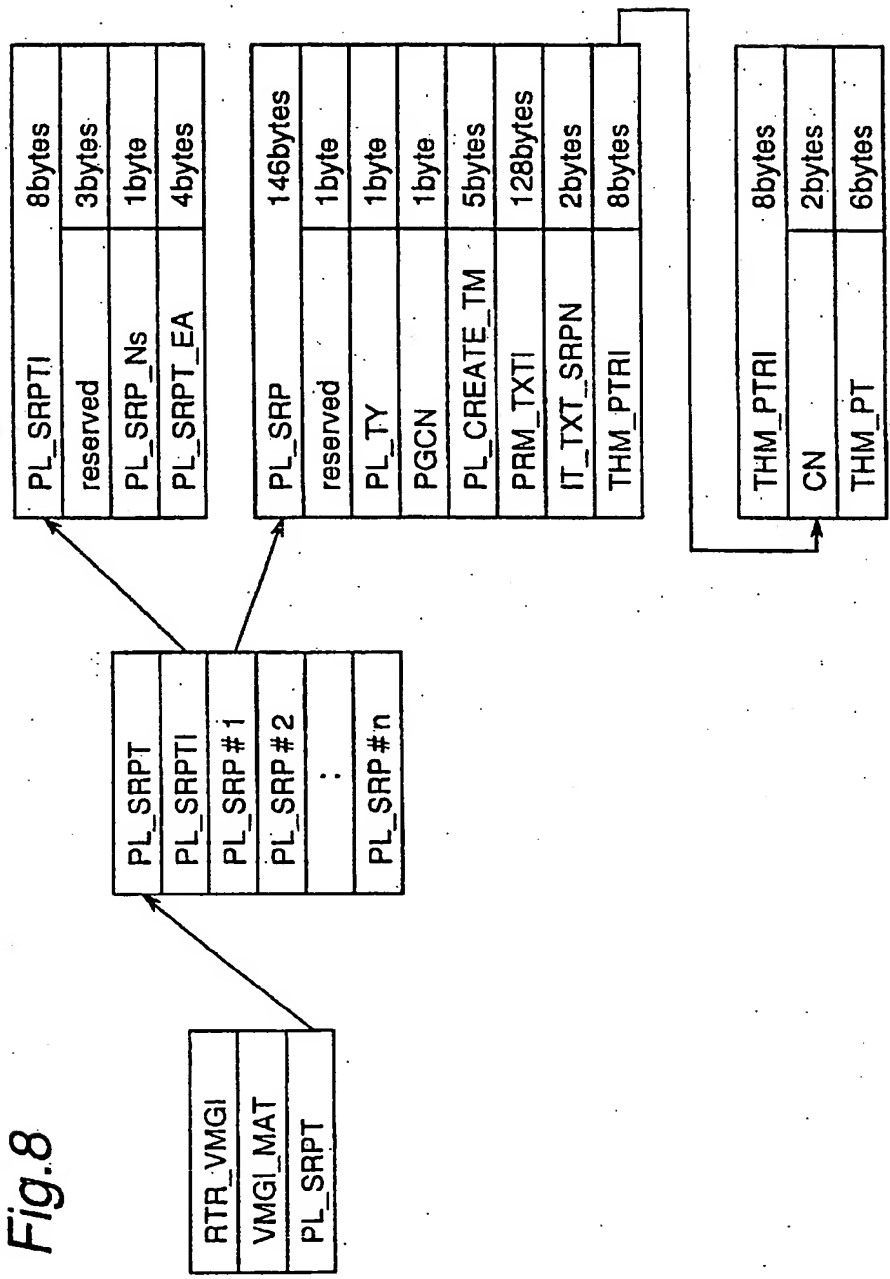 Fig.8
RTR_VMGI
VMGI_MAT
PL_SRPT
PL_SRPT
PL_SRPTI
PL_SRP#1
PL_SRP#2
:
PL_SRP#n
PL_SRPTI 8bytes
reserved 3bytes
PL_SRP_Ns 1byte
PL_SRPT_EA 4bytes
PL_SRP 146bytes
reserved 1byte
PL_TY 1byte
PGCN 1byte
PL_CREATE_TM 5bytes
PRM_TXTI 128bytes
IT_TXT_SRPN 2bytes
THM_PTRI 8bytes
THM_PTRI 8bytes
CN 2bytes
THM_PT 6bytes